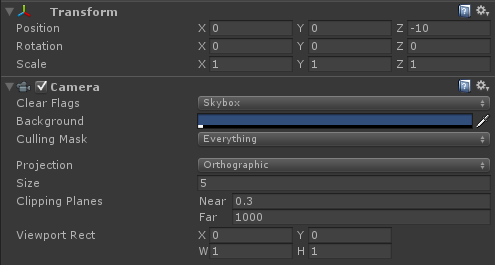 Transform
Position X 0 Y 0 Z -10
Rotation X 0 Y 0 Z 0
Scale X 1 Y 1 Z 1
Camera
Clear Flags Skybox
Background
Culling Mask Everything
Projection Orthographic
Size 5
Clipping Planes Near 0.3
Far 1000
Viewport Rect X 0 Y 0
W 1 H 1